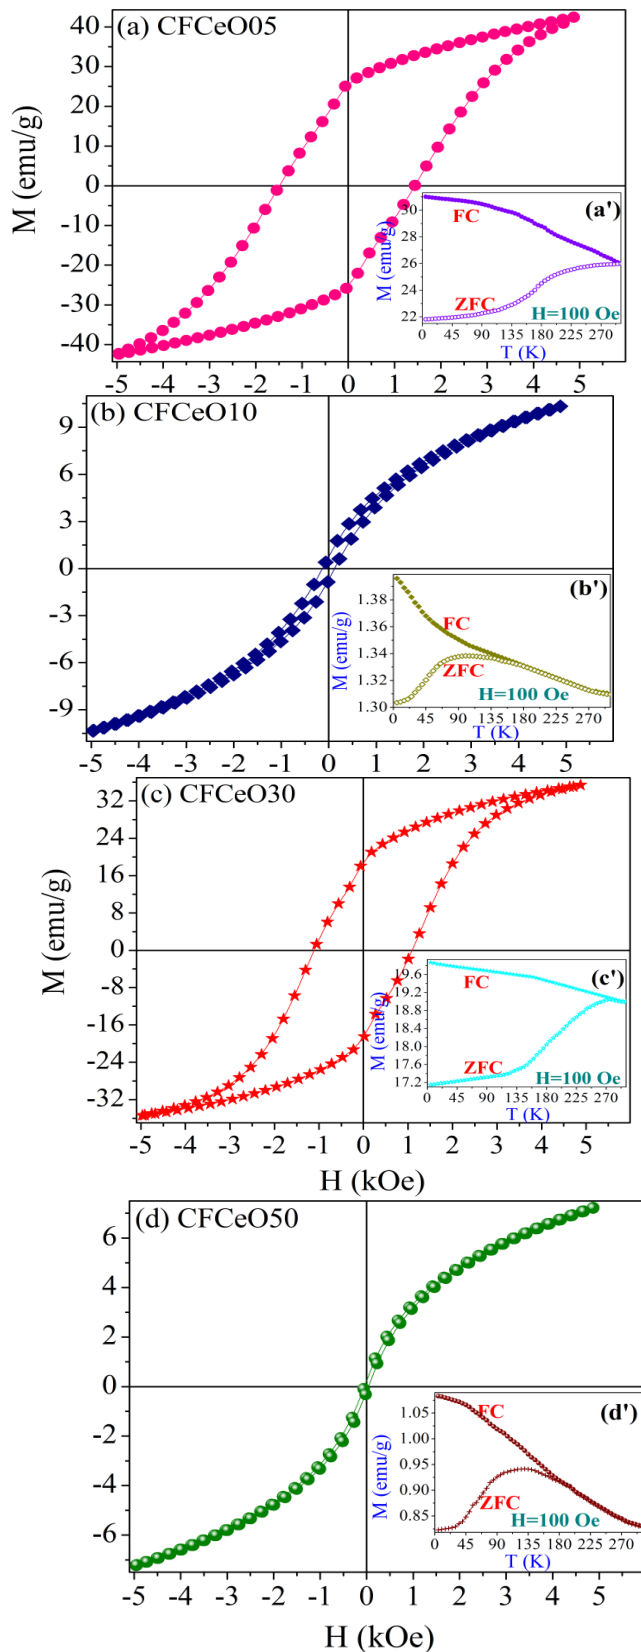 (a) CFCeO05
40
30
20
10
0
-10
-20
-30
-40
M (emu/g)
-5 -4 -3 -2 -1 0 1 2 3 4 5
(a')
30
28
26
24
22
M (emu/g)
FC
ZFC
H=100 Oe
0 45 90 135 180 225 270
T (K)
(b) CFCeO10
9
6
3
0
-3
-6
-9
M (emu/g)
-5 -4 -3 -2 -1 0 1 2 3 4 5
(b')
1.38
1.36
1.34
1.32
1.30
M (emu/g)
FC
ZFC
H=100 Oe
0 45 90 135 180 225 270
T (K)
(c) CFCeO30
32
24
16
8
0
-8
-16
-24
-32
M (emu/g)
-5 -4 -3 -2 -1 0 1 2 3 4 5
H (kOe)
(c')
19.6
19.0
18.4
17.8
17.2
M (emu/g)
FC
ZFC
H=100 Oe
0 45 90 135 180 225 270
T (K)
(d) CFCeO50
6
4
2
0
-2
-4
-6
M (emu/g)
-5 -4 -3 -2 -1 0 1 2 3 4 5
H (kOe)
(d')
1.05
1.00
0.95
0.90
0.85
M (emu/g)
FC
ZFC
H=100 Oe
0 45 90 135 180 225 270
T (K)